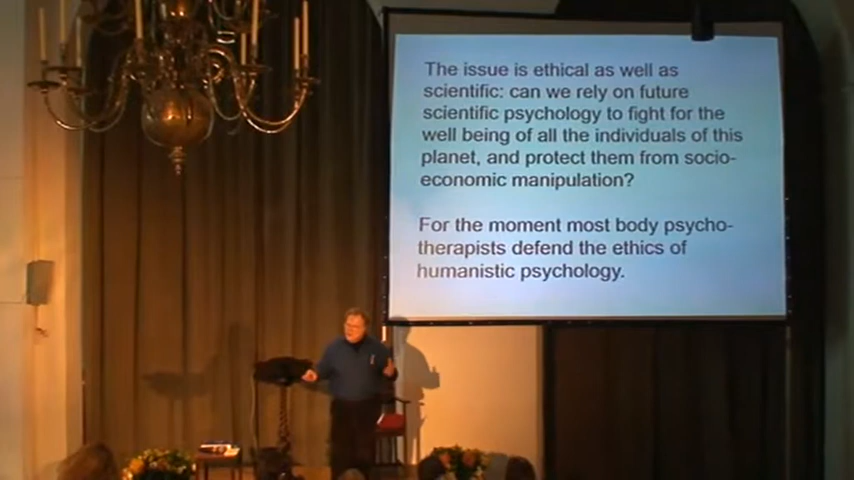 The issue is ethical as well as
scientific: can we rely on future
scientific psychology to fight for the
well being of all the individuals of this
planet, and protect them from socio-
economic manipulation?
For the moment most body psycho-
therapists defend the ethics of
humanistic psychology.